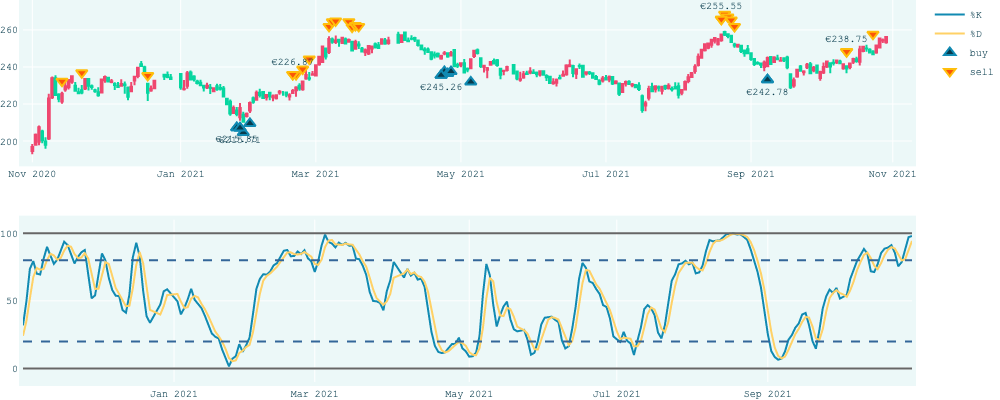 €255.55
%K
%D
buy
sell
260
€238.75
€226.8
240
€245.26
€242.78
220
200
Nov 2020
Jan 2021
Mar 2021
May 2021
Jul 2021
Sep 2021
Nov 2021
100
50
0
Jan 2021
Mar 2021
May 2021
Jul 2021
Sep 2021